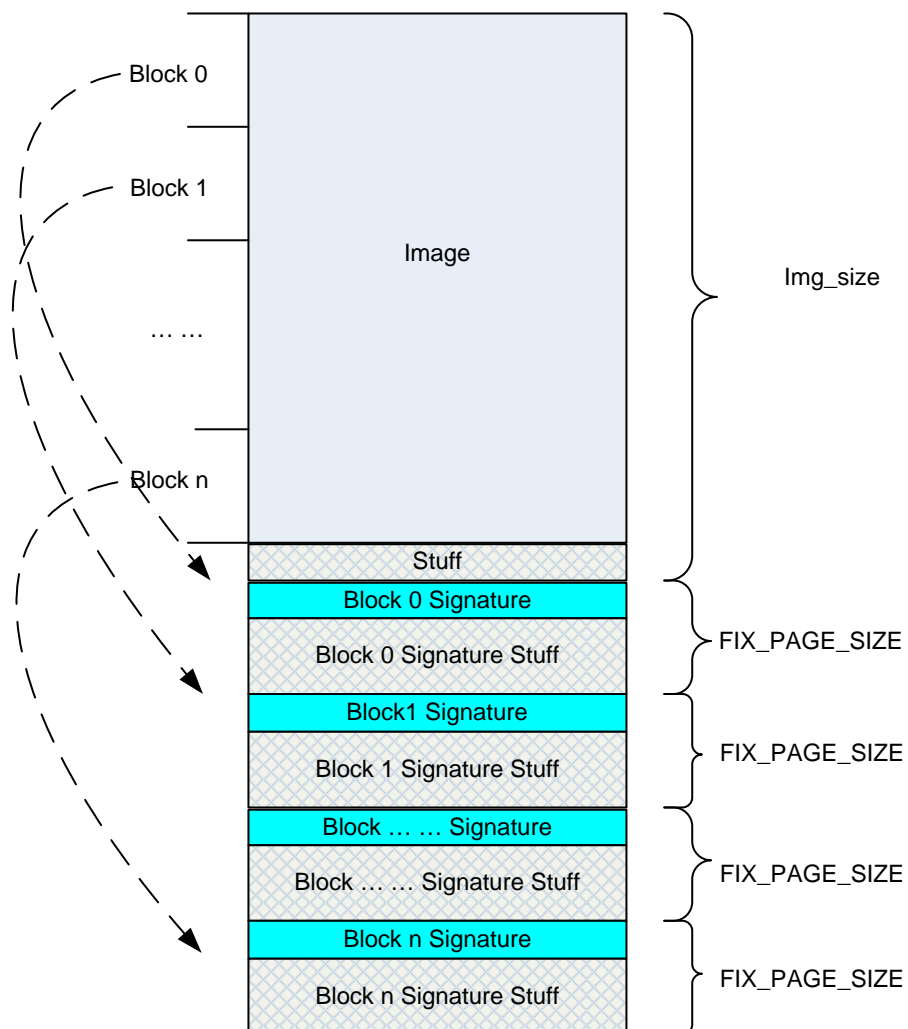 Block 0
Block 1
Image
Img_size
… …
Block n
Stuff
Block 0 Signature
Block 0 Signature Stuff
FIX_PAGE_SIZE
Block1 Signature
Block 1 Signature Stuff
FIX_PAGE_SIZE
Block … … Signature
Block … … Signature Stuff
FIX_PAGE_SIZE
Block n Signature
Block n Signature Stuff
FIX_PAGE_SIZE